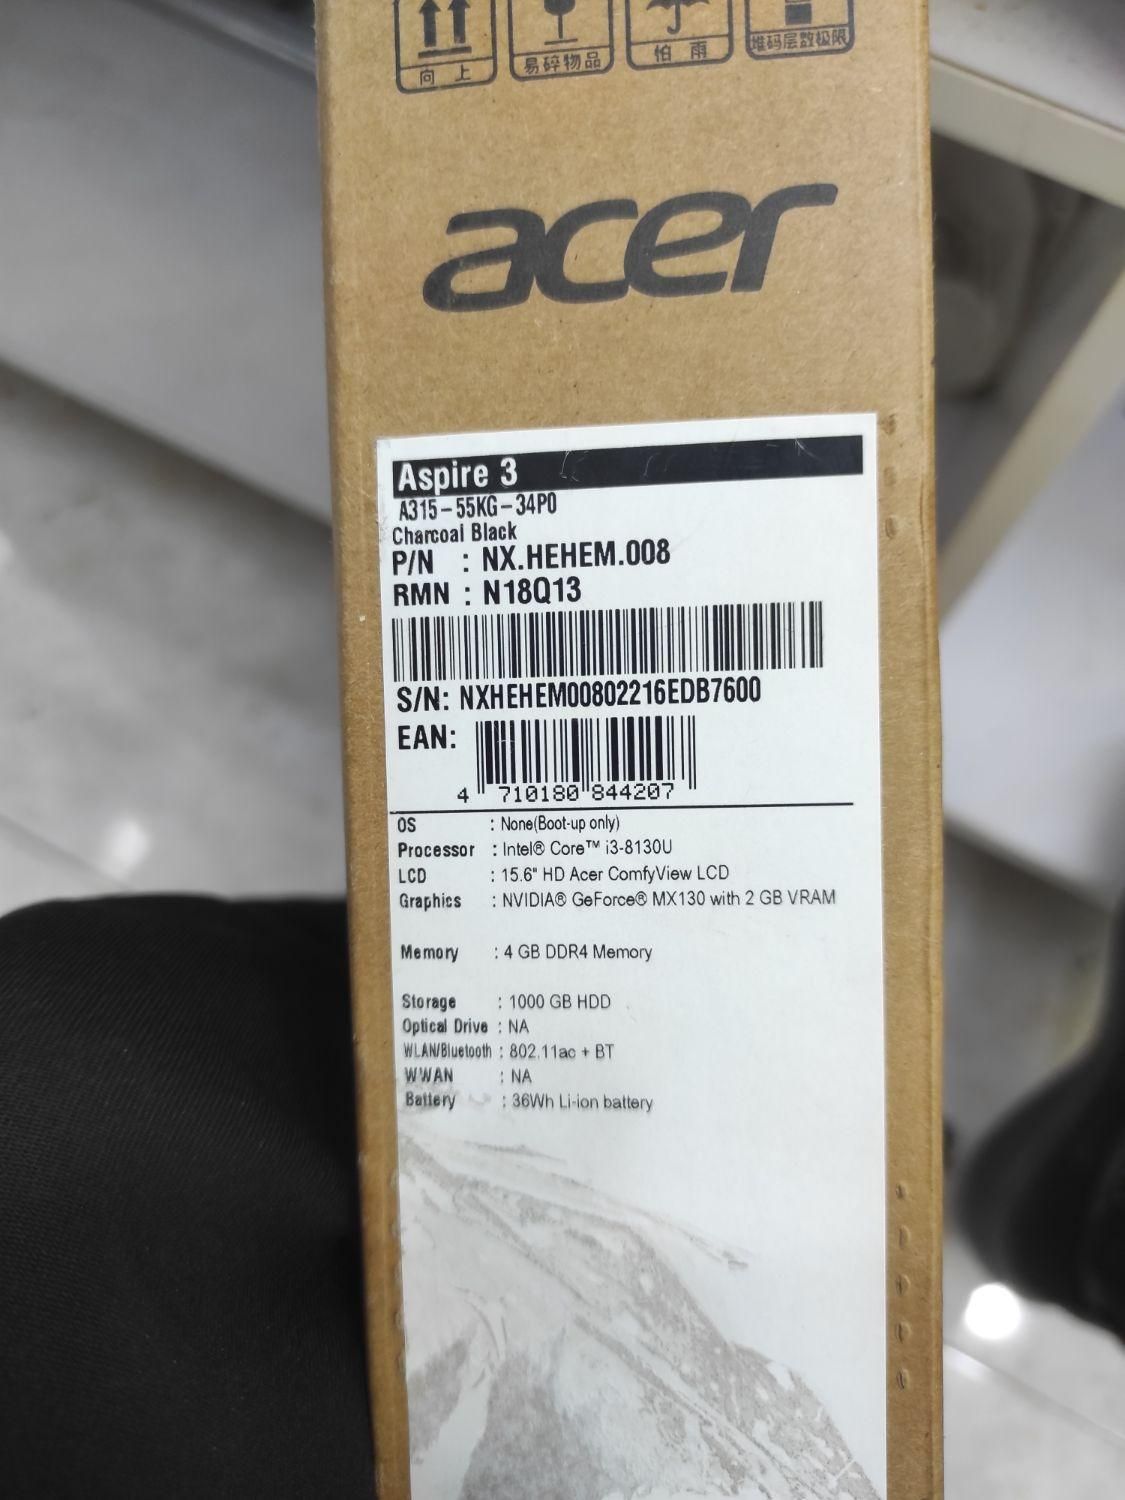 向上
易碎物品
怕雨
堆码层数极限
acer
Aspire 3
A315-55KG-34P0
Charcoal Black
P/N : NX.HEHEM.008
RMN : N18Q13
S/N: NXHEHEM00802216EDB7600
EAN:
4 710180 844207
OS : None(Boot-up only)
Processor : Intel® Core™ i3-8130U
LCD : 15.6" HD Acer ComfyView LCD
Graphics : NVIDIA® GeForce® MX130 with 2 GB VRAM
Memory : 4 GB DDR4 Memory
Storage : 1000 GB HDD
Optical Drive : NA
WLAN/Bluetooth : 802.11ac + BT
WWAN : NA
Battery : 36Wh Li-ion battery